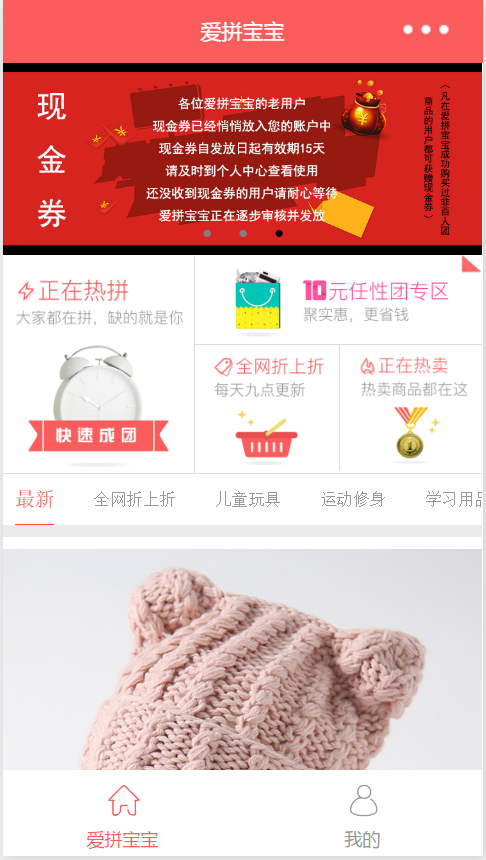 爱拼宝宝
现金券
各位爱拼宝宝的老用户
现金券已经悄悄放入您的账户中
现金券自发放日起有效期15天
请及时到个人中心查看使用
还没收到现金券的用户请耐心等待
爱拼宝宝正在逐步审核并发放
（凡在爱拼宝宝成功购买过非百人团
商品的用户都可获赠现金券）
正在热拼
大家都在拼，缺的就是你
快速成团
10元任性团专区
聚实惠，更省钱
全网折上折
每天九点更新
正在热卖
热卖商品都在这
最新
全网折上折
儿童玩具
运动修身
学习用品
爱拼宝宝
我的